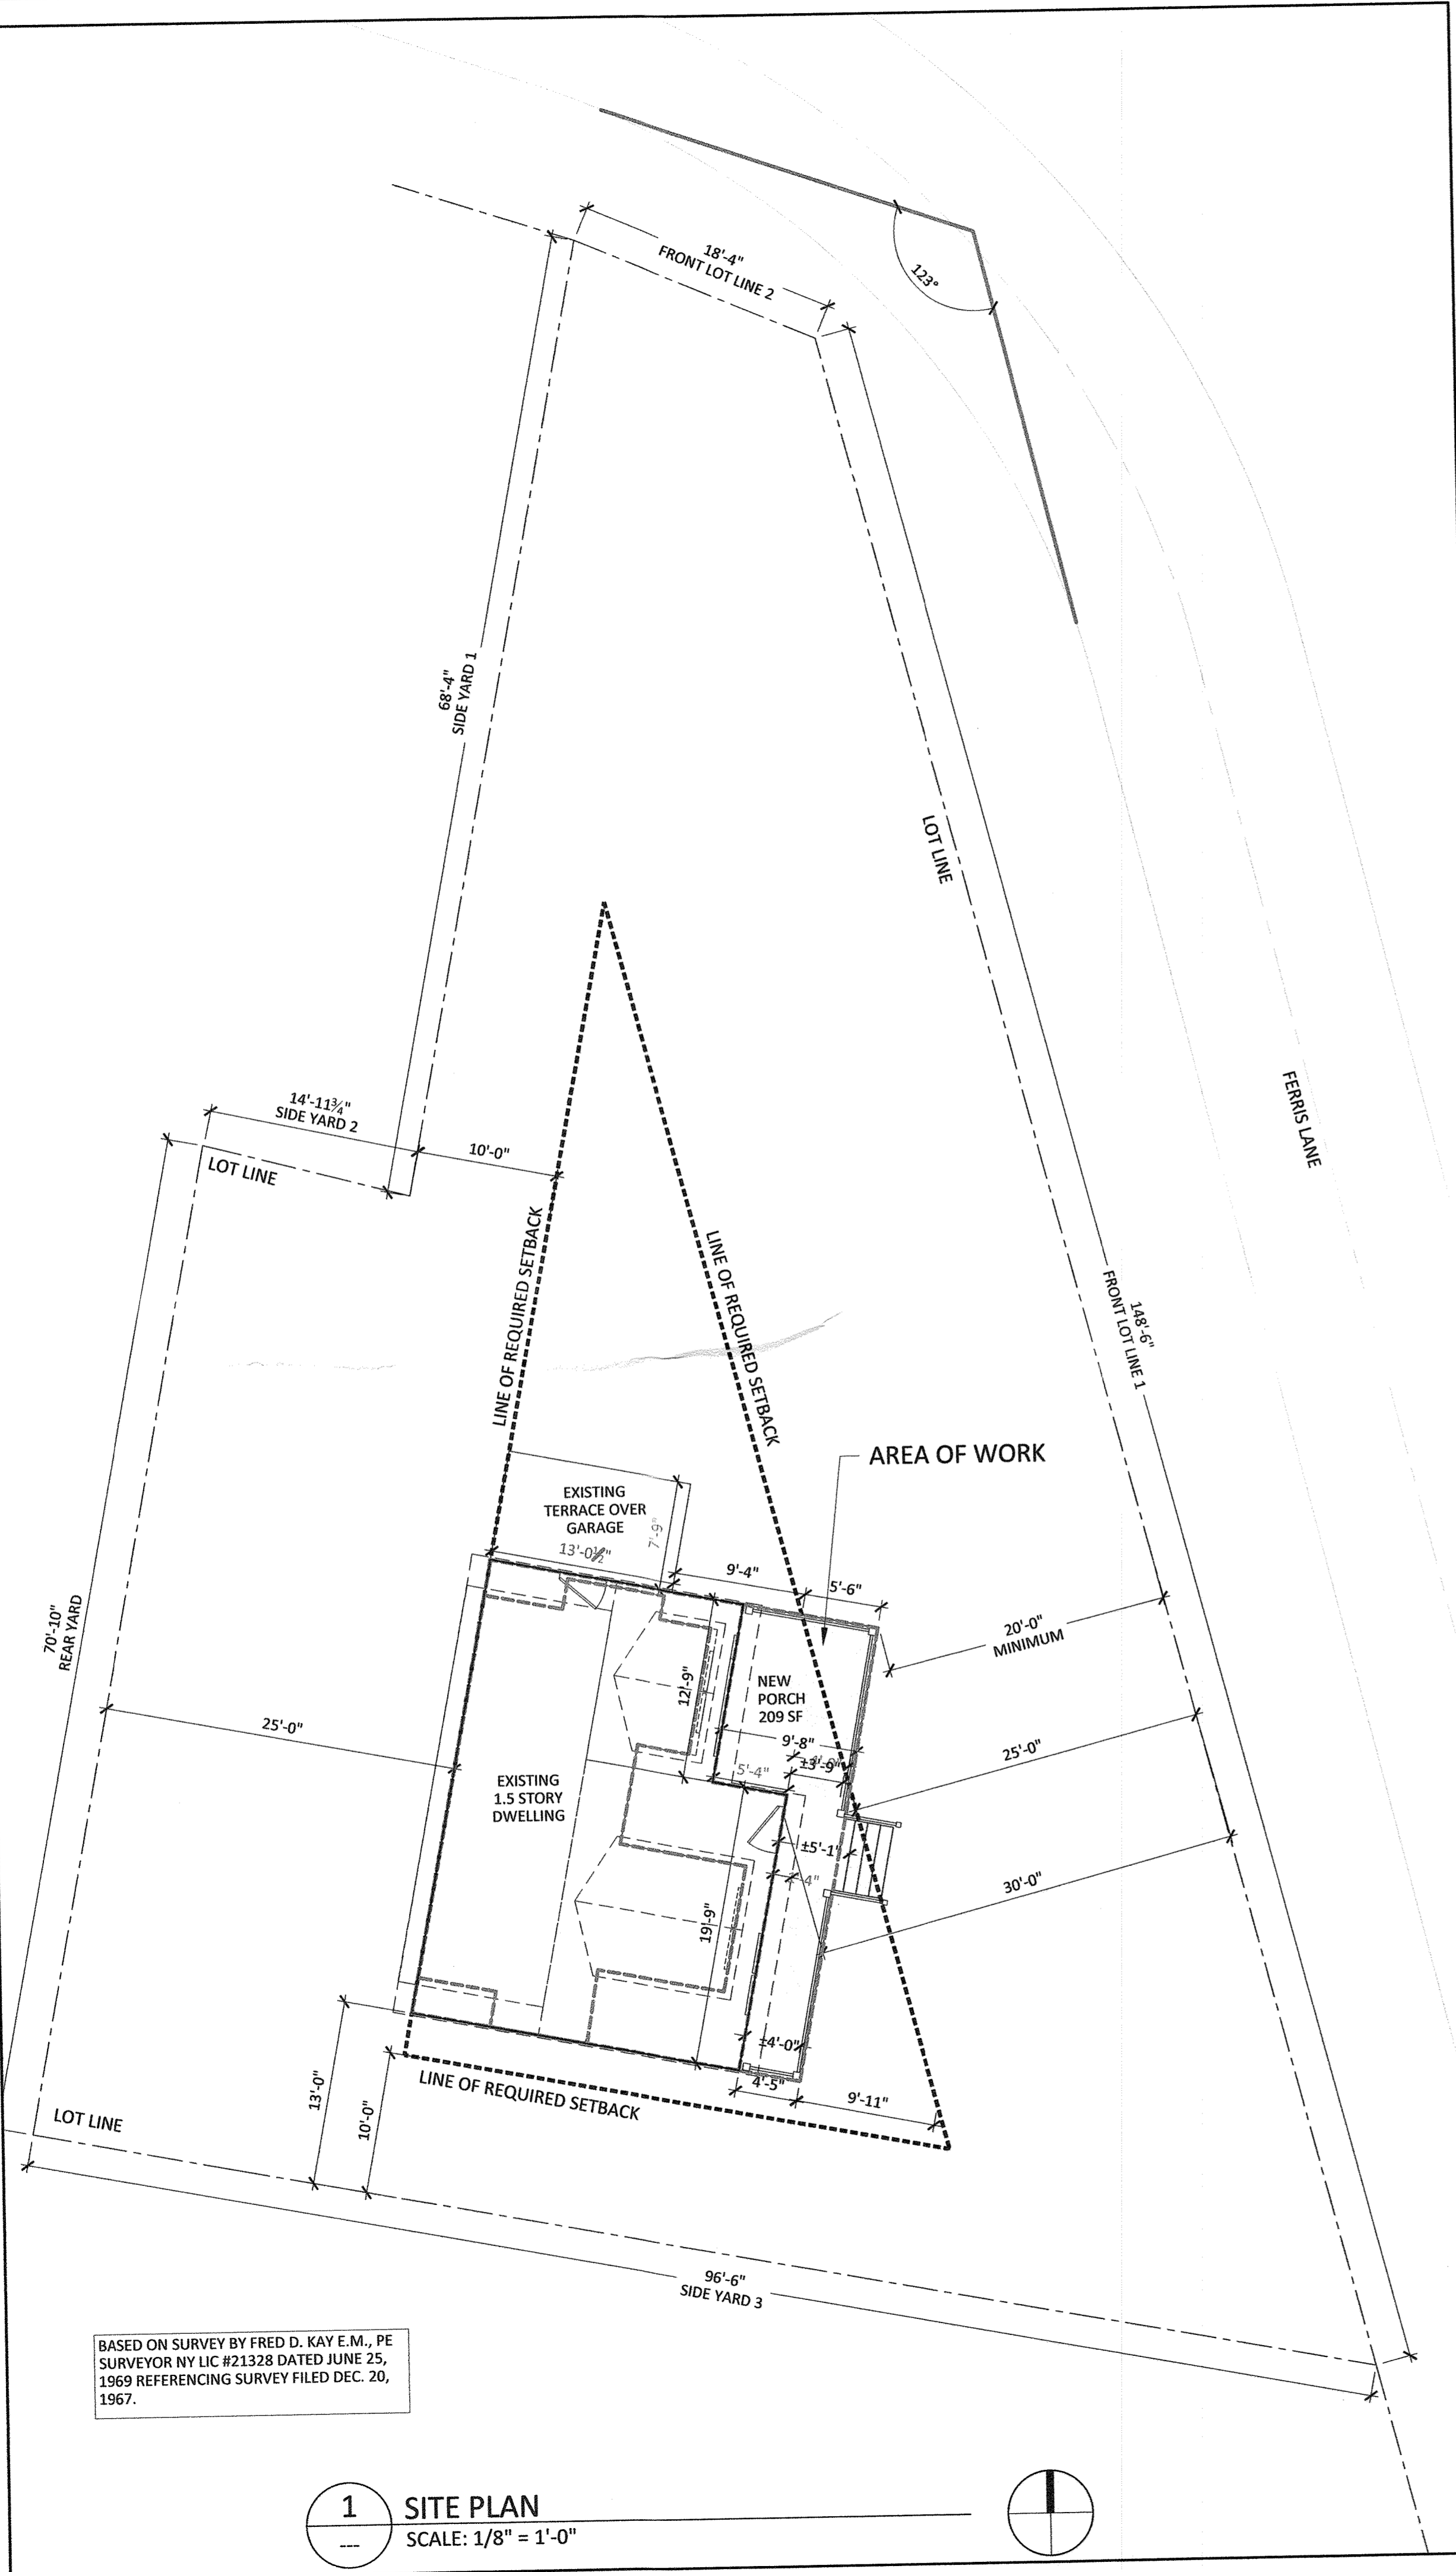 18'-4"
FRONT LOT LINE 2
123°
68'-4"
SIDE YARD 1
LOT LINE
14'-11¾"
SIDE YARD 2
10'-0"
LOT LINE
FERRIS LANE
LINE OF REQUIRED SETBACK
LINE OF REQUIRED SETBACK
148'-6"
FRONT LOT LINE 1
AREA OF WORK
EXISTING
TERRACE OVER
GARAGE
7'-9"
13'-0½"
9'-4"
5'-6"
20'-0"
MINIMUM
70'-10"
REAR YARD
12'-9"
NEW
PORCH
209 SF
25'-0"
9'-8"
±3'-9"
5'-4"
25'-0"
EXISTING
1.5 STORY
DWELLING
±5'-1"
30'-0"
19'-9"
±4'-0"
4'-5"
9'-11"
13'-0"
10'-0"
LINE OF REQUIRED SETBACK
LOT LINE
96'-6"
SIDE YARD 3
BASED ON SURVEY BY FRED D. KAY E.M., PE
SURVEYOR NY LIC #21328 DATED JUNE 25,
1969 REFERENCING SURVEY FILED DEC. 20,
1967.
1
---
SITE PLAN
SCALE: 1/8" = 1'-0"